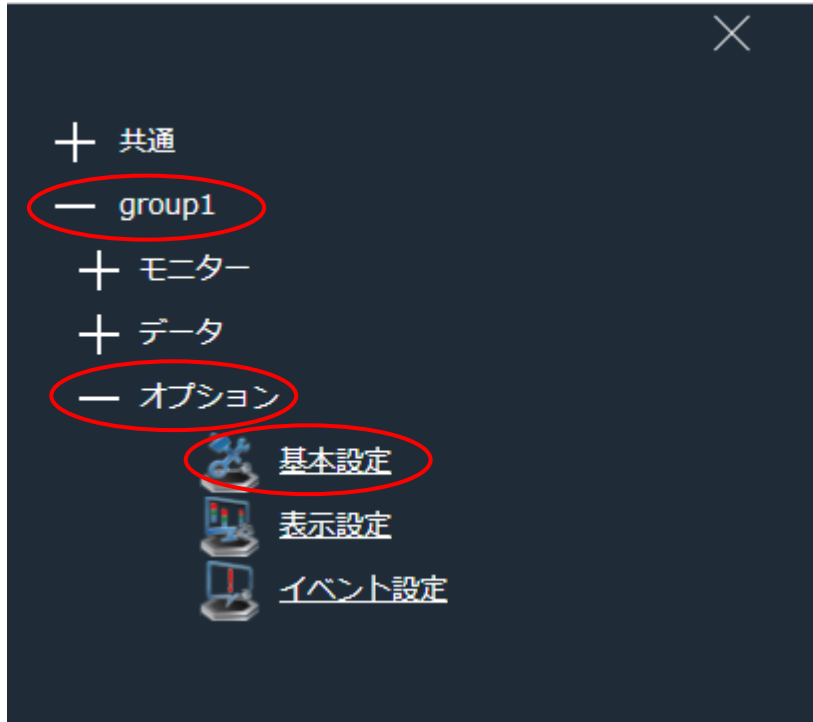 共通
group1
モニター
データ
オプション
基本設定
表示設定
イベント設定